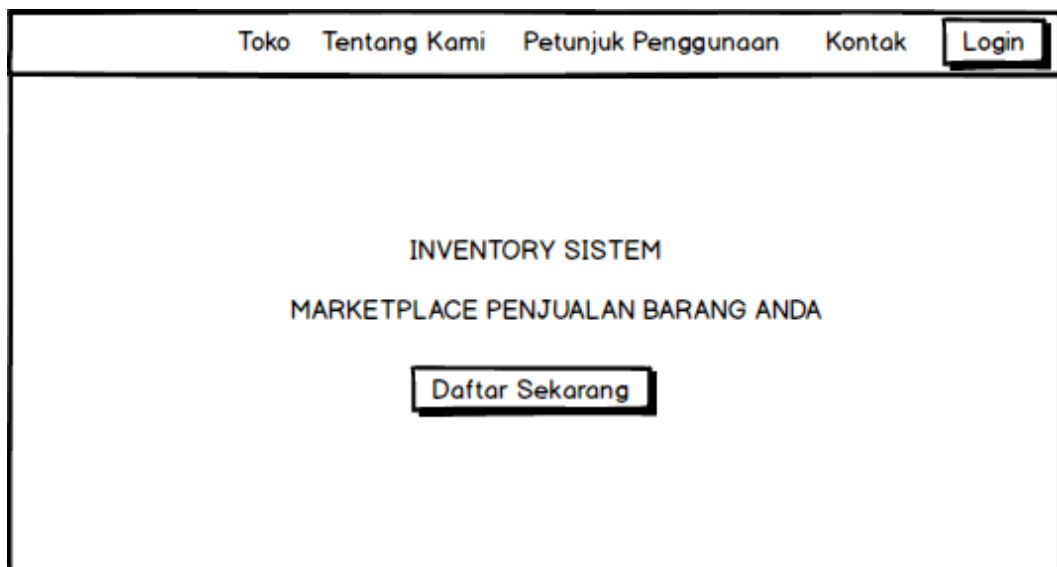 Toko Tentang Kami Petunjuk Penggunaan Kontak Login
INVENTORY SISTEM
MARKETPLACE PENJUALAN BARANG ANDA
Daftar Sekarang